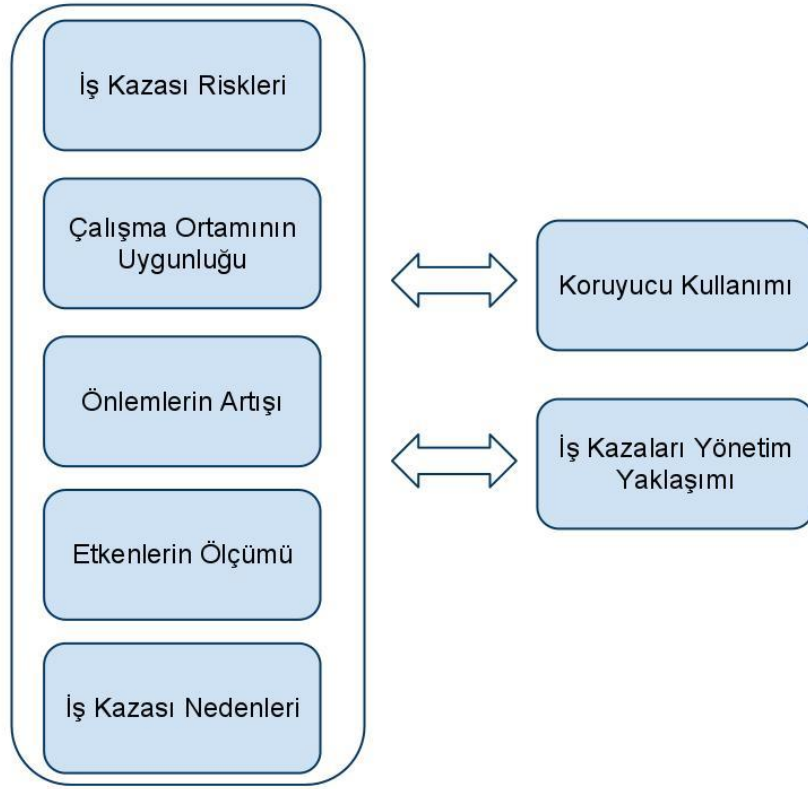 İş Kazası Riskleri
Çalışma Ortamının
Uygunluğu
Önlemlerin Artışı
Etkenlerin Ölçümü
İş Kazası Nedenleri
Koruyucu Kullanımı
İş Kazaları Yönetim
Yaklaşımı